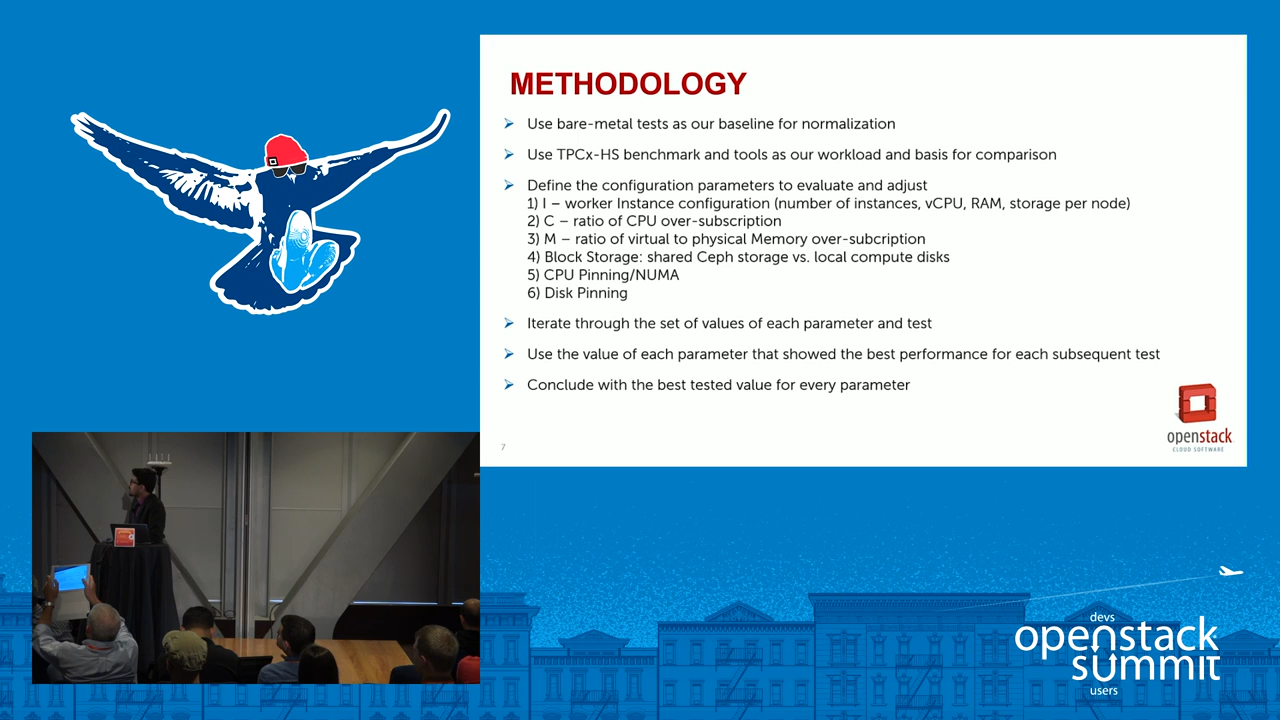 METHODOLOGY
Use bare-metal tests as our baseline for normalization
Use TPCx-HS benchmark and tools as our workload and basis for comparison
Define the configuration parameters to evaluate and adjust
1) I – worker Instance configuration (number of instances, vCPU, RAM, storage per node)
2) C – ratio of CPU over-subscription
3) M – ratio of virtual to physical Memory over-subcription
4) Block Storage: shared Ceph storage vs. local compute disks
5) CPU Pinning/NUMA
6) Disk Pinning
Iterate through the set of values of each parameter and test
Use the value of each parameter that showed the best performance for each subsequent test
Conclude with the best tested value for every parameter
7
openstack
CLOUD SOFTWARE
devs
openstack
summit
users